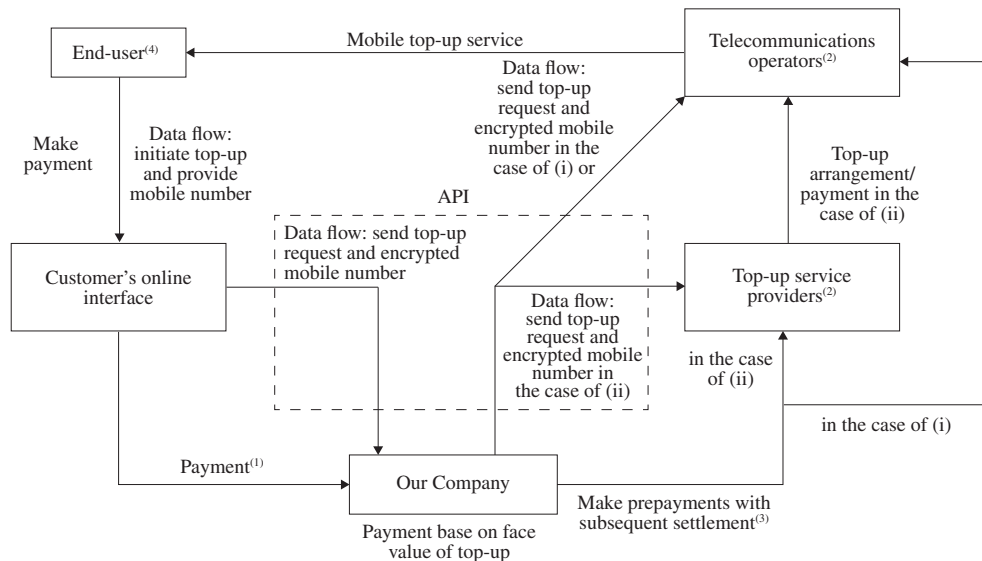 End-user(4)
Mobile top-up service
Telecommunications
operators(2)
Make
payment
Data flow:
initiate top-up
and provide
mobile number
Data flow:
send top-up
request and
encrypted mobile
number in the
case of (i) or
Top-up
arrangement/
payment in the
case of (ii)
API
Customer's online
interface
Data flow: send top-up
request and encrypted
mobile number
Top-up service
providers(2)
Data flow:
send top-up
request and
encrypted mobile
number in
the case of (ii)
in the case
of (ii)
in the case of (i)
Payment(1)
Our Company
Make prepayments with
subsequent settlement(3)
Payment base on face
value of top-up